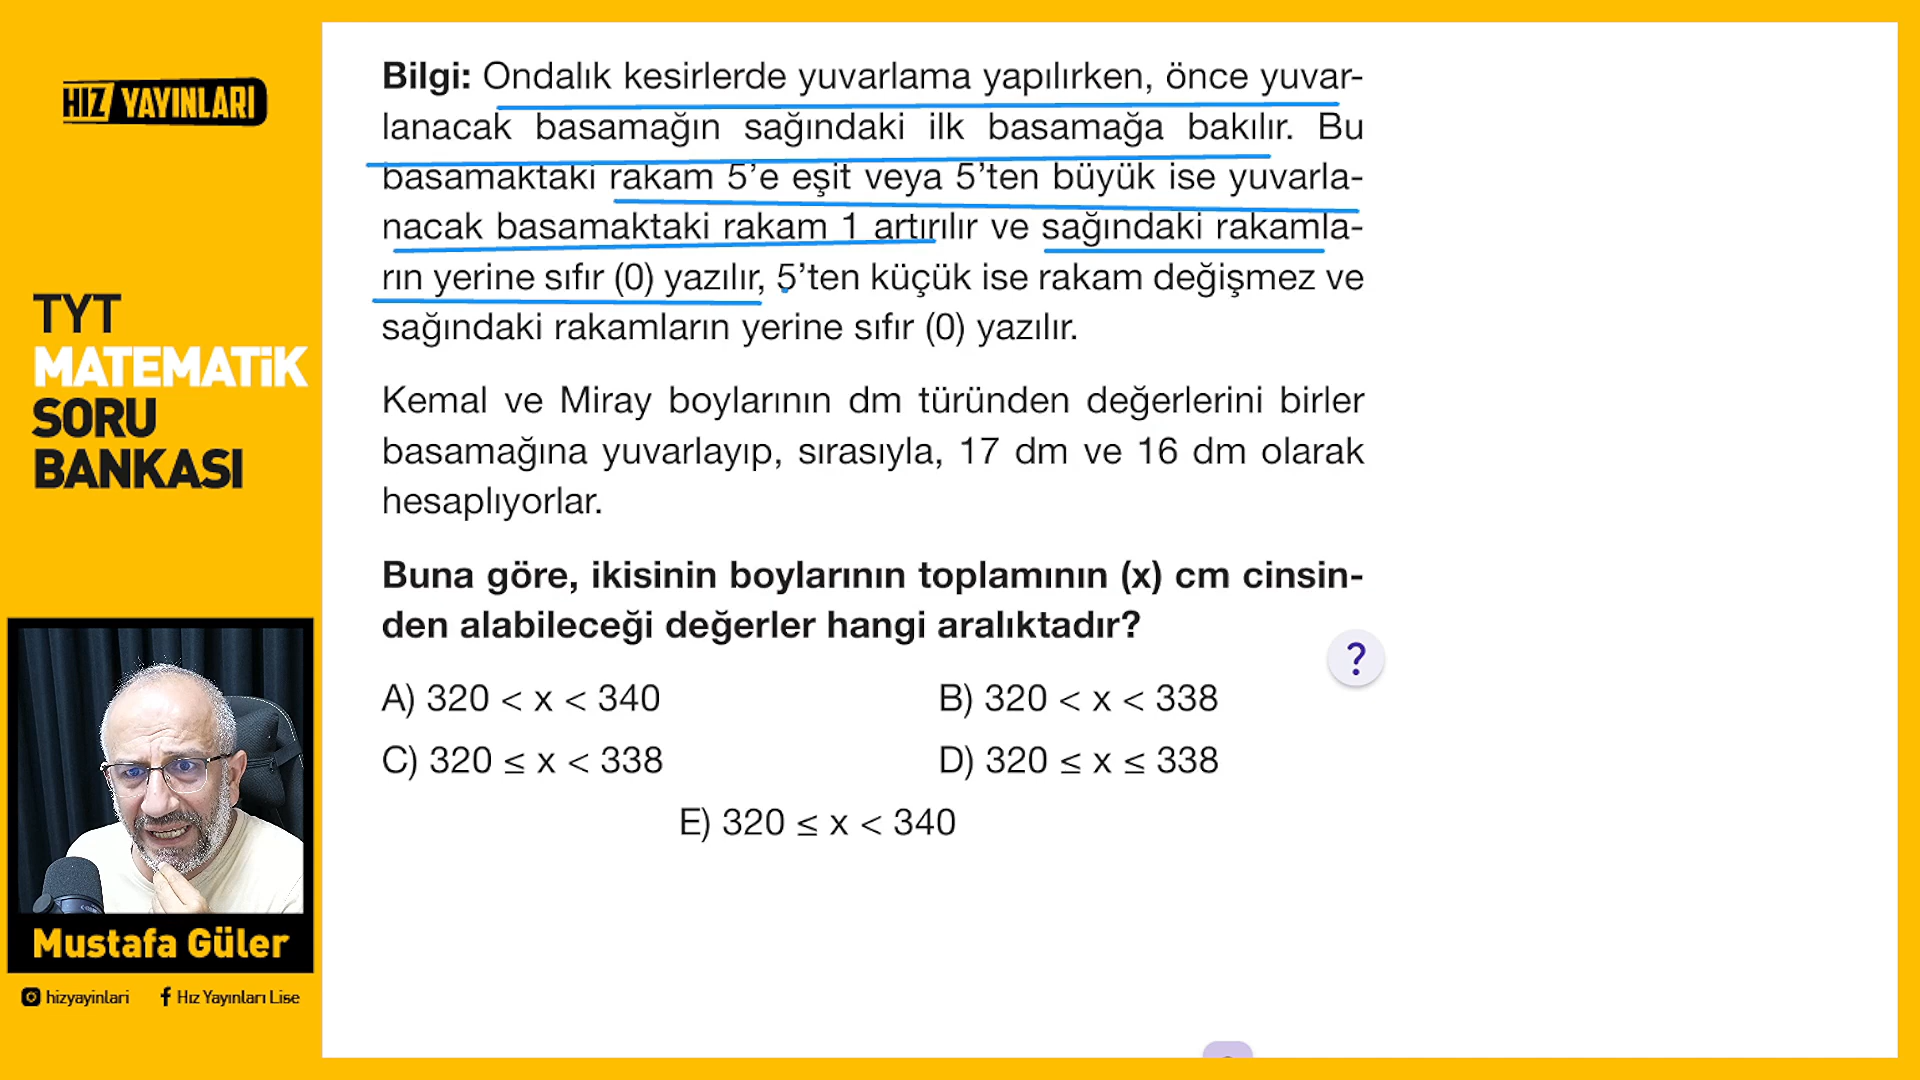 HIZ YAYINLARI
TYT
MATEMATİK
SORU
BANKASI
Mustafa Güler
hizyayinlari
Hız Yayınları Lise
Bilgi: Ondalık kesirlerde yuvarlama yapılırken, önce yuvar-
lanacak basamağın sağındaki ilk basamağa bakılır. Bu
basamaktaki rakam 5’e eşit veya 5’ten büyük ise yuvarla-
nacak basamaktaki rakam 1 artırılır ve sağındaki rakamla-
rın yerine sıfır (0) yazılır, 5’ten küçük ise rakam değişmez ve
sağındaki rakamların yerine sıfır (0) yazılır.
Kemal ve Miray boylarının dm türünden değerlerini birler
basamağına yuvarlayıp, sırasıyla, 17 dm ve 16 dm olarak
hesaplıyorlar.
Buna göre, ikisinin boylarının toplamının (x) cm cinsin-
den alabileceği değerler hangi aralıktadır?
?
A) 320 < x < 340
B) 320 < x < 338
C) 320 ≤ x < 338
D) 320 ≤ x ≤ 338
E) 320 ≤ x < 340